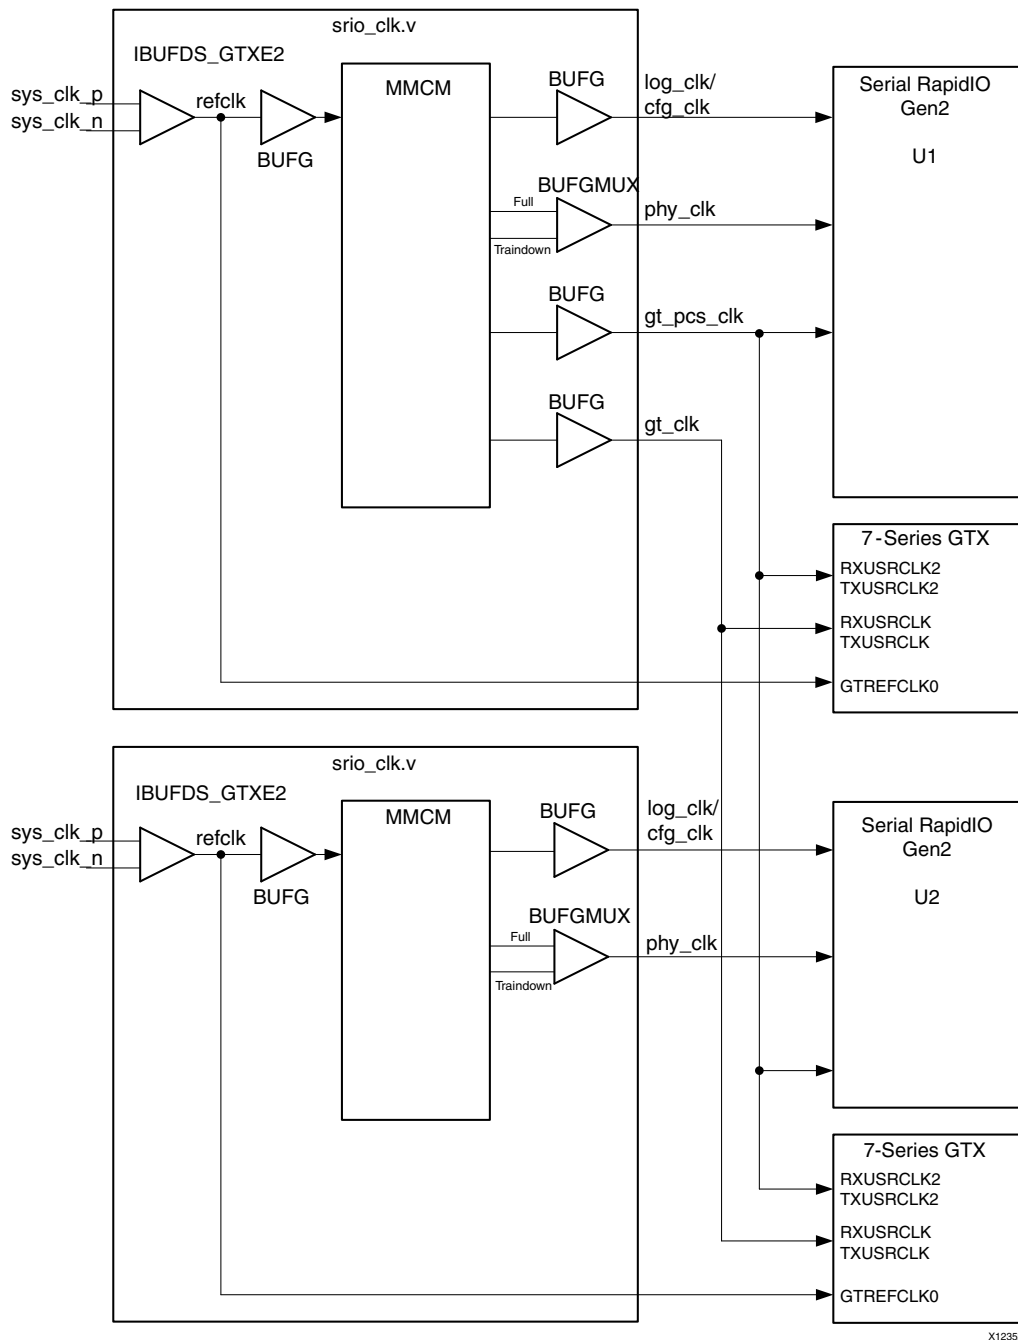 srio_clk.v
IBUFDS_GTXE2
sys_clk_p
sys_clk_n
refclk
BUFG
MMCM
BUFG
log_clk/
cfg_clk
BUFGMUX
Full
Traindown
phy_clk
BUFG
gt_pcs_clk
BUFG
gt_clk
Serial RapidIO
Gen2
U1
7-Series GTX
RXUSRCLK2
TXUSRCLK2
RXUSRCLK
TXUSRCLK
GTREFCLK0
srio_clk.v
IBUFDS_GTXE2
sys_clk_p
sys_clk_n
refclk
BUFG
MMCM
BUFG
log_clk/
cfg_clk
BUFGMUX
Full
Traindown
phy_clk
Serial RapidIO
Gen2
U2
7-Series GTX
RXUSRCLK2
TXUSRCLK2
RXUSRCLK
TXUSRCLK
GTREFCLK0
X1235